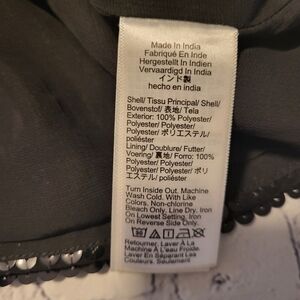 Made In India
Fabriqué En Inde
Hergestellt In Indien
Vervaardigd In India
インド製
hecho en india
Shell/ Tissu Principal/ Shell/
Bovenstof/ 表地/ Tela
Exterior: 100% Polyester/
Polyester/ Polyester/
Polyester/ ポリエステル/
poliéster
Lining/ Doublure/ Futter/
Voering/ 裏地/ Forro: 100%
Polyester/ Polyester/
Polyester/ Polyester/ ポリ
エステル/ poliéster
Turn Inside Out. Machine
Wash Cold. With Like
Colors. Non-chlorine
Bleach Only. Line Dry. Iron
On Lowest Setting. Iron
On Reverse Side Only.
Retourner, Laver À La
Machine À L'eau Froide.
Laver En Séparant Les
Couleurs. Seulement